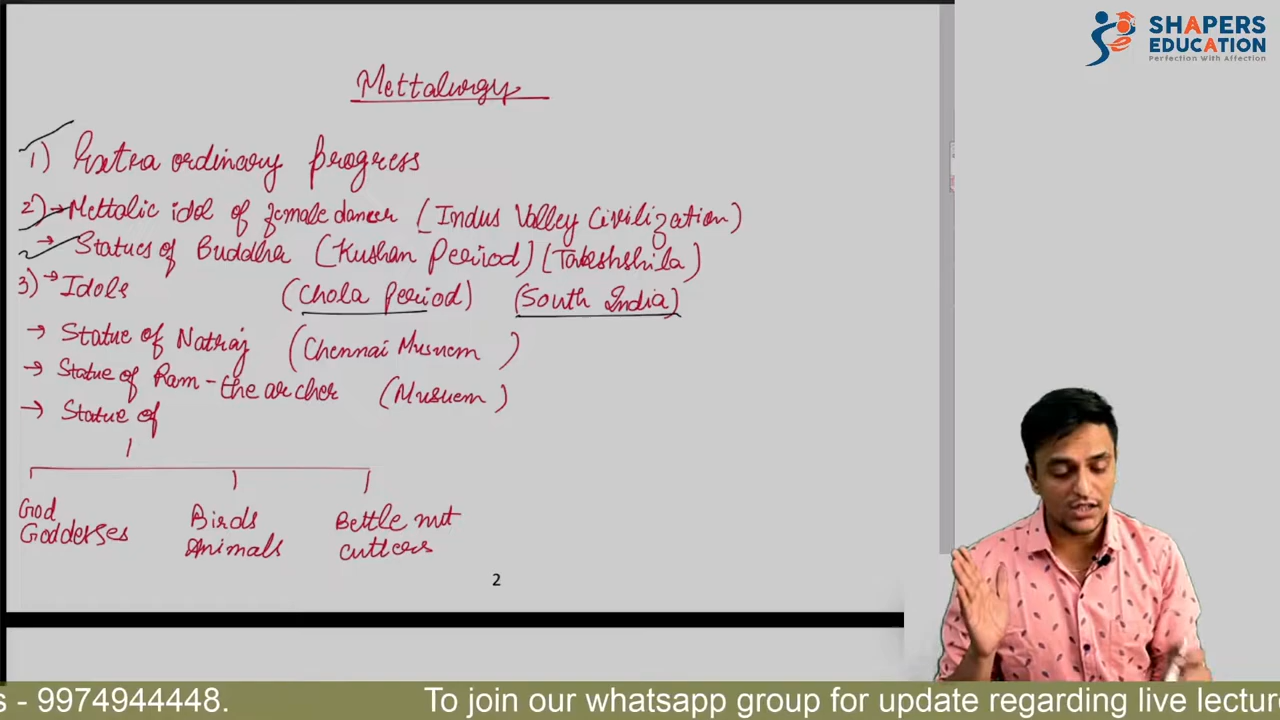 SHAPERS
EDUCATION
Perfection With Affection
Mettalurgy
1) Extra ordinary progress
2) → Mettalic idol of female dancer (Indus Valley Civilization)
→ Statues of Buddha (Kushan Period) (Takshshila)
3) → Idols (Chola Period) (South India)
→ Statue of Natraj (Chennai Musuem)
→ Statue of Ram - the archer (Musuem)
→ Statue of
God Goddesses
Birds Animals
Bettle nut cutters
2
s - 9974944448. To join our whatsapp group for update regarding live lectur